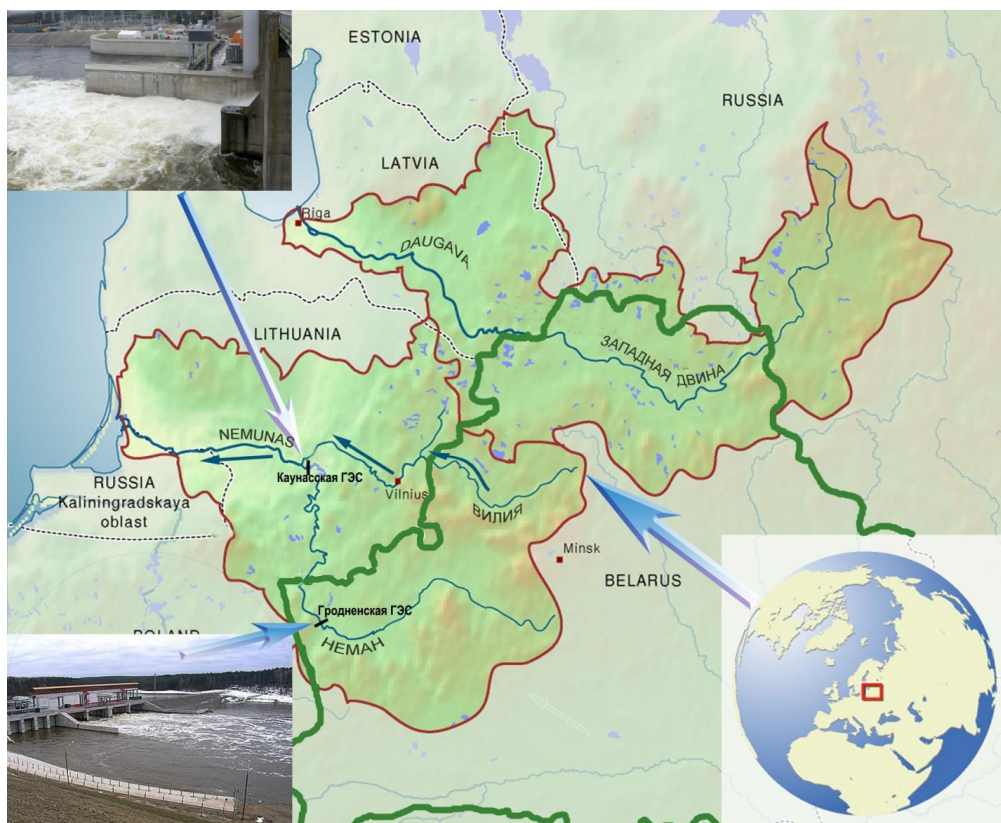 ESTONIA
RUSSIA
LATVIA
Riga
DAUGAVA
LITHUANIA
ЗАПАДНАЯ ДВИНА
NEMUNAS
Каунасская ГЭС
RUSSIA
Kaliningradskaya
oblast
Vilnius
ВИЛИЯ
Minsk
BELARUS
Гродненская ГЭС
POLAND
НЕМАН